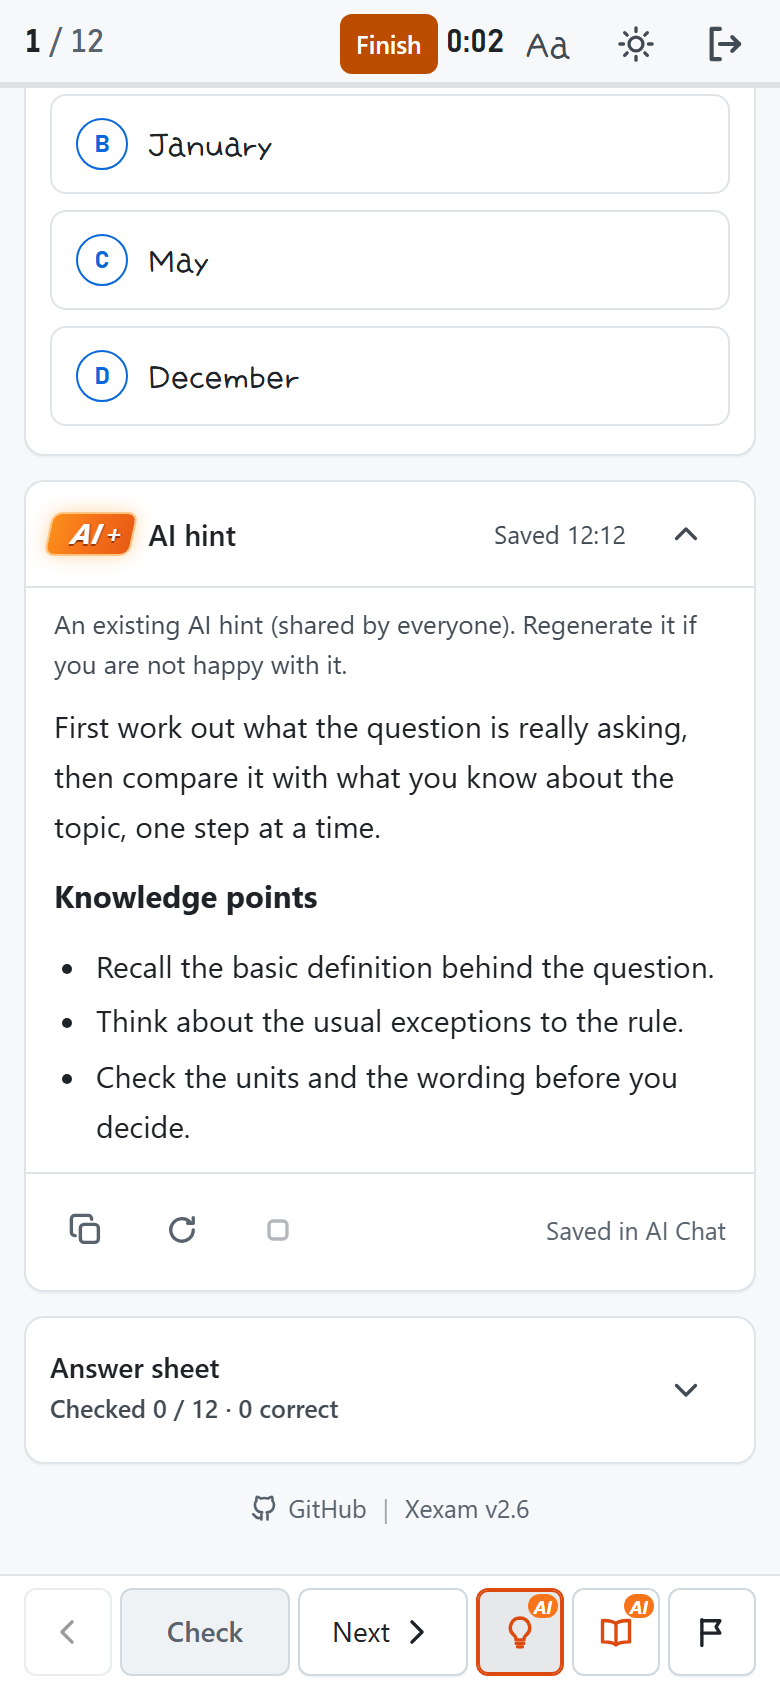 1 / 12
Finish
0:02
Aa
B January
C May
D December
AI+ AI hint
Saved 12:12
An existing AI hint (shared by everyone). Regenerate it if
you are not happy with it.
First work out what the question is really asking,
then compare it with what you know about the
topic, one step at a time.
Knowledge points
• Recall the basic definition behind the question.
• Think about the usual exceptions to the rule.
• Check the units and the wording before you
decide.
Saved in AI Chat
Answer sheet
Checked 0 / 12 · 0 correct
GitHub | Xexam v2.6
Check
Next
AI
AI